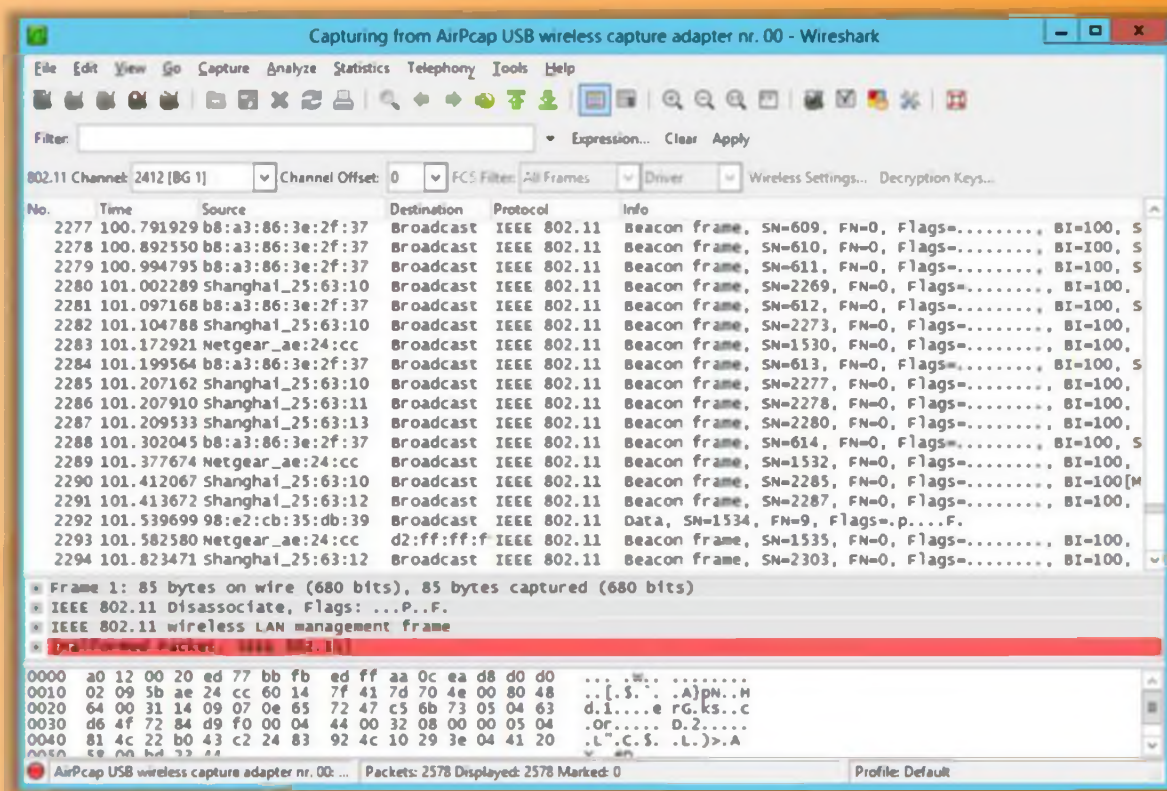 Capturing from AirPcap USB wireless capture adapter nr. 00 - Wireshark
File Edit View Go Capture Analyze Statistics Telephony Tools Help
Filter: Expression... Clear Apply
802.11 Channel: 2412 [BG 1] Channel Offset: 0 FCS Filter: All Frames Driver Wireless Settings... Decryption Keys...
No. Time Source Destination Protocol Info
2277 100.791929 b8:a3:86:3e:2f:37 Broadcast IEEE 802.11 Beacon frame, SN=609, FN=0, Flags=........, BI=100, S
2278 100.892550 b8:a3:86:3e:2f:37 Broadcast IEEE 802.11 Beacon frame, SN=610, FN=0, Flags=........, BI=100, S
2279 100.994795 b8:a3:86:3e:2f:37 Broadcast IEEE 802.11 Beacon frame, SN=611, FN=0, Flags=........, BI=100, S
2280 101.002289 Shanghai_25:63:10 Broadcast IEEE 802.11 Beacon frame, SN=2269, FN=0, Flags=........, BI=100,
2281 101.097168 b8:a3:86:3e:2f:37 Broadcast IEEE 802.11 Beacon frame, SN=612, FN=0, Flags=........, BI=100, S
2282 101.104788 Shanghai_25:63:10 Broadcast IEEE 802.11 Beacon frame, SN=2273, FN=0, Flags=........, BI=100,
2283 101.172921 Netgear_ae:24:cc Broadcast IEEE 802.11 Beacon frame, SN=1530, FN=0, Flags=........, BI=100,
2284 101.199564 b8:a3:86:3e:2f:37 Broadcast IEEE 802.11 Beacon frame, SN=613, FN=0, Flags=........, BI=100, S
2285 101.207162 Shanghai_25:63:10 Broadcast IEEE 802.11 Beacon frame, SN=2277, FN=0, Flags=........, BI=100,
2286 101.207910 Shanghai_25:63:11 Broadcast IEEE 802.11 Beacon frame, SN=2278, FN=0, Flags=........, BI=100,
2287 101.209533 Shanghai_25:63:13 Broadcast IEEE 802.11 Beacon frame, SN=2280, FN=0, Flags=........, BI=100,
2288 101.302045 b8:a3:86:3e:2f:37 Broadcast IEEE 802.11 Beacon frame, SN=614, FN=0, Flags=........, BI=100, S
2289 101.377674 Netgear_ae:24:cc Broadcast IEEE 802.11 Beacon frame, SN=1532, FN=0, Flags=........, BI=100,
2290 101.412067 Shanghai_25:63:10 Broadcast IEEE 802.11 Beacon frame, SN=2285, FN=0, Flags=........, BI=100[M
2291 101.413672 Shanghai_25:63:12 Broadcast IEEE 802.11 Beacon frame, SN=2287, FN=0, Flags=........, BI=100,
2292 101.539699 98:e2:cb:35:db:39 Broadcast IEEE 802.11 Data, SN=1534, FN=9, Flags=.p....F.
2293 101.582580 Netgear_ae:24:cc d2:ff:ff:f IEEE 802.11 Beacon frame, SN=1535, FN=0, Flags=........, BI=100,
2294 101.823471 Shanghai_25:63:12 Broadcast IEEE 802.11 Beacon frame, SN=2303, FN=0, Flags=........, BI=100,
Frame 1: 85 bytes on wire (680 bits), 85 bytes captured (680 bits)
IEEE 802.11 Disassociate, Flags: ...P..F.
IEEE 802.11 wireless LAN management frame
[Malformed Packet: IEEE 802.11]
0000 a0 12 00 20 ed 77 bb fb ed ff aa 0c ea d8 d0 d0 ... .w.. ........
0010 02 09 5b ae 24 cc 60 14 7f 41 7d 70 4e 00 80 48 ..[.$.`. .A}pN..H
0020 64 00 31 14 09 07 0e 65 72 47 c5 6b 73 05 04 63 d.1....e rG.ks..c
0030 d6 4f 72 84 d9 f0 00 04 44 00 32 08 00 00 05 04 .Or..... D.2.....
0040 81 4c 22 b0 43 c2 24 83 92 4c 10 29 3e 04 41 20 .L".C.$. .L.)>.A
AirPcap USB wireless capture adapter nr. 00: ... Packets: 2578 Displayed: 2578 Marked: 0 Profile: Default